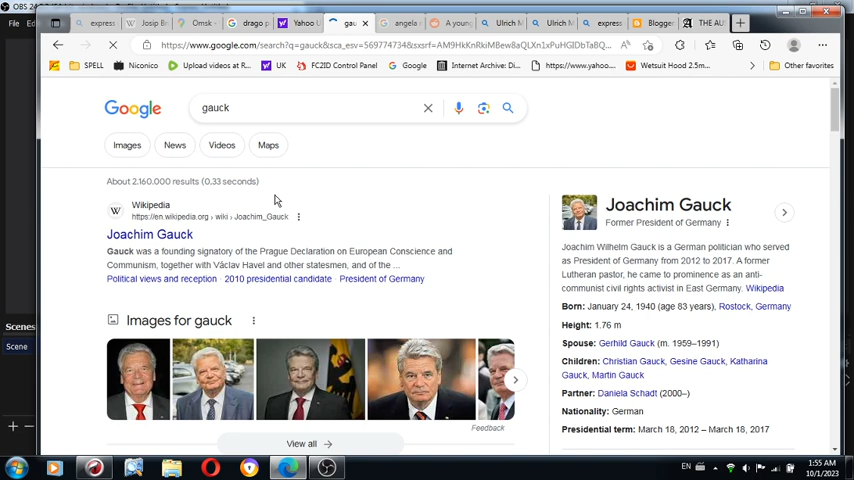 OBS 24.
express
Josip Br
Omsk -
drago p
Yahoo U
gau
angela
A young
Ulrich M
Ulrich M
express
Blogger
THE AUS
https://www.google.com/search?q=gauck&sca_esv=569774734&sxsrf=AM9HkKnRkiMBew8aQLXn1xPuHGIDbTaBQ...
SPELL
Niconico
Upload videos at R...
UK
FC2ID Control Panel
Google
Internet Archive: Di...
https://www.yahoo....
Wetsuit Hood 2.5m...
Other favorites
Google
gauck
Images
News
Videos
Maps
About 2.160.000 results (0,33 seconds)
Wikipedia
https://en.wikipedia.org › wiki › Joachim_Gauck
Joachim Gauck
Gauck was a founding signatory of the Prague Declaration on European Conscience and
Communism, together with Václav Havel and other statesmen, and of the ...
Political views and reception · 2010 presidential candidate · President of Germany
Images for gauck
Feedback
View all
Joachim Gauck
Former President of Germany
Joachim Wilhelm Gauck is a German politician who served
as President of Germany from 2012 to 2017. A former
Lutheran pastor, he came to prominence as an anti-
communist civil rights activist in East Germany. Wikipedia
Born: January 24, 1940 (age 83 years), Rostock, Germany
Height: 1.76 m
Spouse: Gerhild Gauck (m. 1959–1991)
Children: Christian Gauck, Gesine Gauck, Katharina
Gauck, Martin Gauck
Partner: Daniela Schadt (2000–)
Nationality: German
Presidential term: March 18, 2012 – March 18, 2017
Scenes
Scene
EN
1:55 AM
10/1/2023